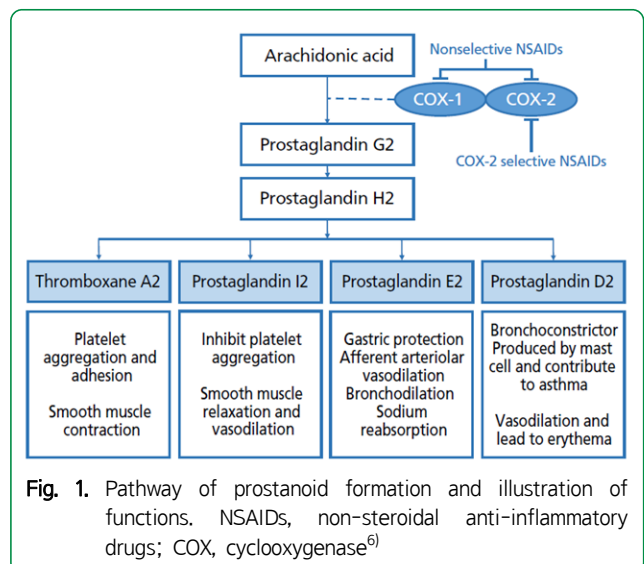 Arachidonic acid
Nonselective NSAIDs
COX-1
COX-2
COX-2 selective NSAIDs
Prostaglandin G2
Prostaglandin H2
Thromboxane A2
Platelet
aggregation and
adhesion
Smooth muscle
contraction
Prostaglandin I2
Inhibit platelet
aggregation
Smooth muscle
relaxation and
vasodilation
Prostaglandin E2
Gastric protection
Afferent arteriolar
vasodilation
Bronchodilation
Sodium
reabsorption
Prostaglandin D2
Bronchoconstrictor
Produced by mast
cell and contribute
to asthma
Vasodilation and
lead to erythema
Fig. 1. Pathway of prostanoid formation and illustration of
functions. NSAIDs, non-steroidal anti-inflammatory
drugs; COX, cyclooxygenase6)